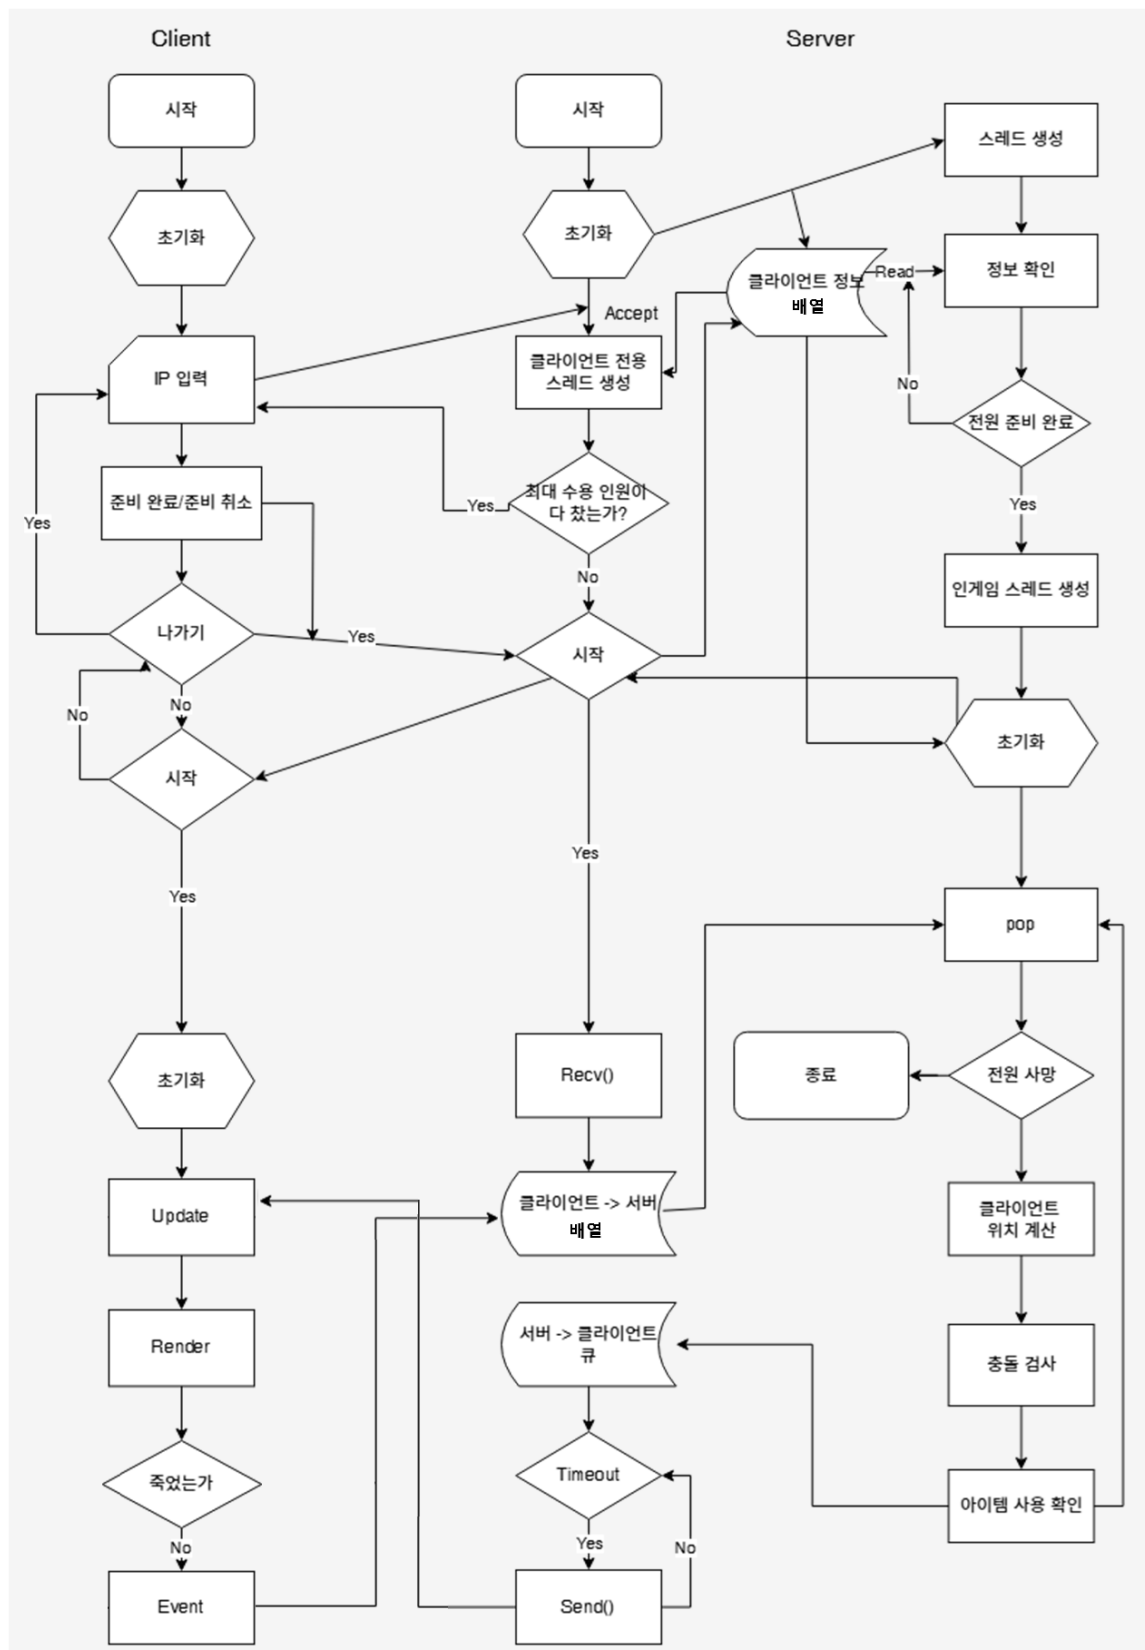 Client
Server
시작
초기화
IP 입력
준비 완료/준비 취소
Yes
나가기
Yes
No
No
시작
Yes
초기화
Update
Render
죽었는가
No
Event
시작
초기화
Accept
클라이언트 전용
스레드 생성
최대 수용 인원이
다 찼는가?
Yes
No
시작
Yes
Recv()
클라이언트 -> 서버
배열
서버 -> 클라이언트
큐
Timeout
Yes
No
Send()
클라이언트 정보
배열
Read
스레드 생성
정보 확인
No
전원 준비 완료
Yes
인게임 스레드 생성
초기화
pop
전원 사망
종료
클라이언트
위치 계산
충돌 검사
아이템 사용 확인